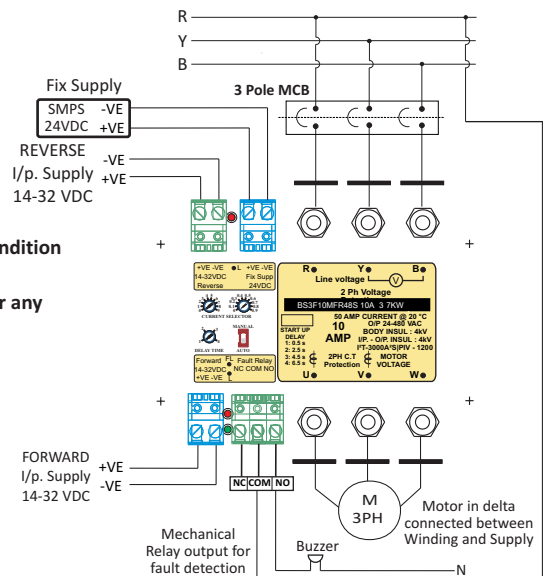 R
Y
B
Fix Supply
3 Pole MCB
SMPS -VE
24VDC +VE
REVERSE
I/p. Supply
14-32 VDC
-VE
+VE
ndition
r any
+VE -VE L +VE -VE
14-32VDC Fix Supp
Reverse 24VDC
CURRENT SELECTOR
MANUAL
DELAY TIME AUTO
Forward FL Fault Relay
14-32VDC NC COM NO
+VE -VE L
R Y B
Line voltage V
2 Ph Voltage
BS3F10MFR48S 10A 3 7KW
50 AMP CURRENT @ 20 °C
O/P 24-480 VAC
BODY INSUL : 4kV
I/P. - O/P. INSUL : 4kV
I²T-3000A²S|PIV - 1200
10
AMP
START UP
DELAY
1: 0.5 s
2: 2.5 s
3: 4.5 s
4: 6.5 s
2PH C.T
Protection
MOTOR
VOLTAGE
U V W
+
+
+
+
FORWARD
I/p. Supply
14-32 VDC
+VE
-VE
NC COM NO
M
3PH
Motor in delta
connected between
Winding and Supply
Mechanical
Relay output for
fault detection
Buzzer
N